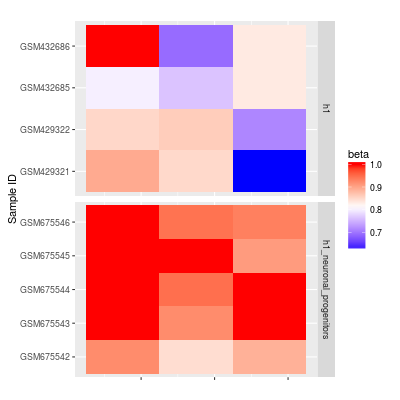 GSM432686
GSM432685
GSM429322
GSM429321
h1
Sample ID
GSM675546
GSM675545
GSM675544
GSM675543
GSM675542
h1_neuronal_progenitors
beta
1.0
0.9
0.8
0.7